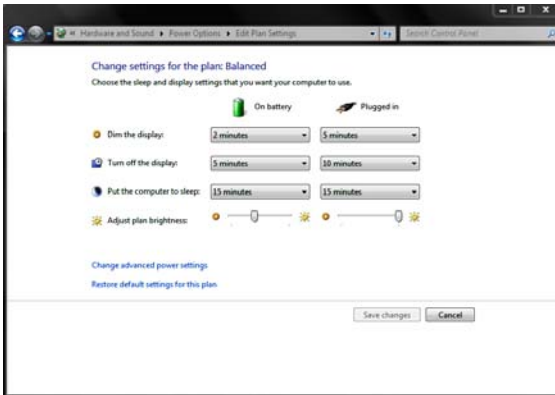 « Hardware and Sound ▸ Power Options ▸ Edit Plan Settings
Search Control Panel
Change settings for the plan: Balanced
Choose the sleep and display settings that you want your computer to use.
On battery Plugged in
Dim the display: 2 minutes 5 minutes
Turn off the display: 5 minutes 10 minutes
Put the computer to sleep: 15 minutes 15 minutes
Adjust plan brightness:
Change advanced power settings
Restore default settings for this plan
Save changes Cancel